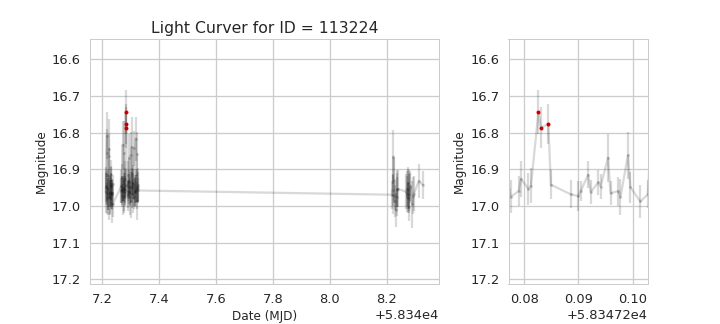 Light Curver for ID = 113224
16.6
16.7
16.8
16.9
17.0
17.1
17.2
Magnitude
7.2 7.4 7.6 7.8 8.0 8.2
Date (MJD)
+5.834e4
16.6
16.7
16.8
16.9
17.0
17.1
17.2
Magnitude
0.08 0.09 0.10
+5.83472e4